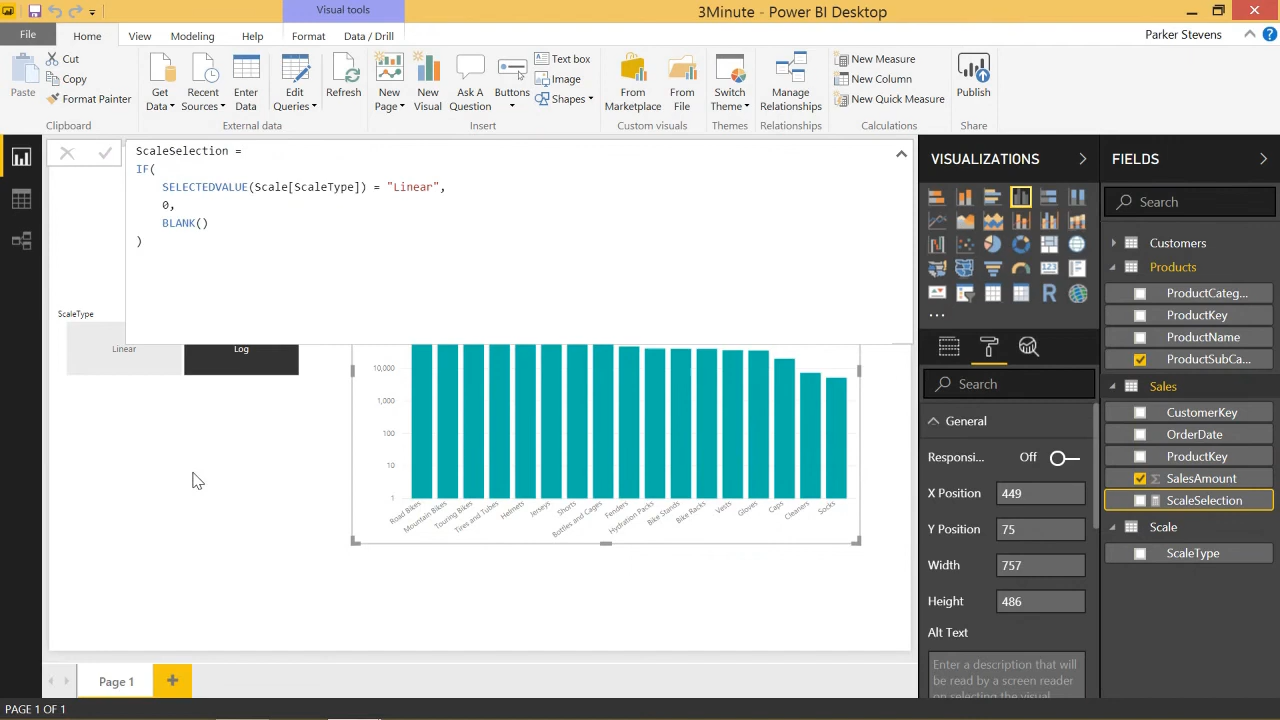 Visual tools
3Minute - Power BI Desktop
File
Home
View
Modeling
Help
Format
Data / Drill
Parker Stevens
Paste
Cut
Copy
Format Painter
Clipboard
Get Data
Recent Sources
Enter Data
Edit Queries
Refresh
External data
New Page
New Visual
Ask A Question
Buttons
Text box
Image
Shapes
Insert
From Marketplace
From File
Custom visuals
Switch Theme
Themes
Manage Relationships
Relationships
New Measure
New Column
New Quick Measure
Calculations
Publish
Share
ScaleSelection =
IF(
SELECTEDVALUE(Scale[ScaleType]) = "Linear",
0,
BLANK()
)
ScaleType
Linear
Log
10,000
1,000
100
10
1
Road Bikes
Mountain Bikes
Touring Bikes
Tires and Tubes
Helmets
Jerseys
Shorts
Bottles and Cages
Fenders
Hydration Packs
Bike Stands
Bike Racks
Vests
Gloves
Caps
Cleaners
Socks
VISUALIZATIONS
Search
General
Responsi... Off
X Position 449
Y Position 75
Width 757
Height 486
Alt Text
Enter a description that will
be read by a screen reader
on selecting the visual.
FIELDS
Search
Customers
Products
ProductCateg...
ProductKey
ProductName
ProductSubCa...
Sales
CustomerKey
OrderDate
ProductKey
SalesAmount
ScaleSelection
Scale
ScaleType
Page 1
PAGE 1 OF 1